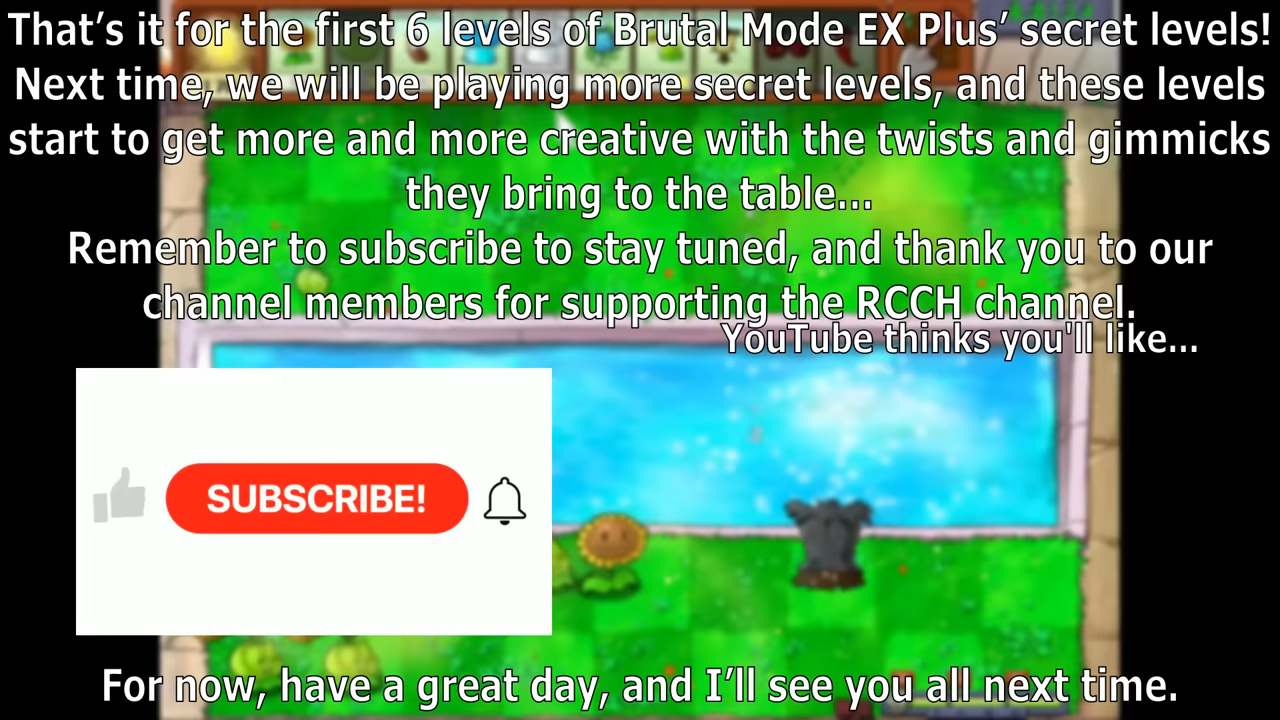 That’s it for the first 6 levels of Brutal Mode EX Plus’ secret levels!
Next time, we will be playing more secret levels, and these levels
start to get more and more creative with the twists and gimmicks
they bring to the table...
Remember to subscribe to stay tuned, and thank you to our
channel members for supporting the RCCH channel.
YouTube thinks you'll like...
SUBSCRIBE!
For now, have a great day, and I’ll see you all next time.